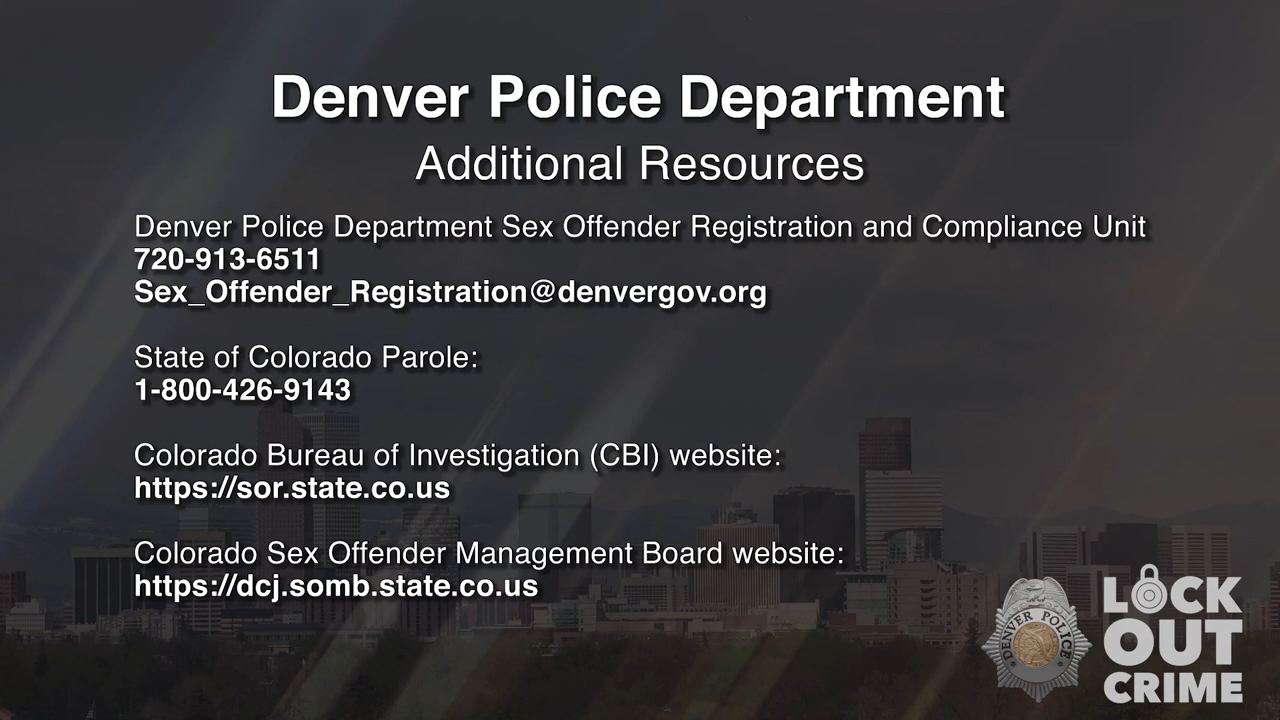 Denver Police Department
Additional Resources
Denver Police Department Sex Offender Registration and Compliance Unit
720-913-6511
Sex_Offender_Registration@denvergov.org
State of Colorado Parole:
1-800-426-9143
Colorado Bureau of Investigation (CBI) website:
https://sor.state.co.us
Colorado Sex Offender Management Board website:
https://dcj.somb.state.co.us
DENVER POLICE
LOCK
OUT
CRIME